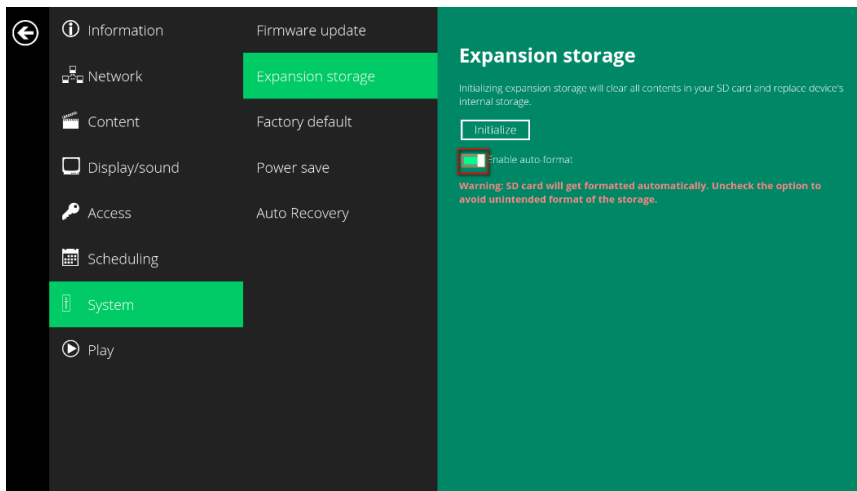 Information
Network
Content
Display/sound
Access
Scheduling
System
Play
Firmware update
Expansion storage
Factory default
Power save
Auto Recovery
Expansion storage
Initializing expansion storage will clear all contents in your SD card and replace device's
internal storage.
Initialize
Enable auto-format
Warning: SD card will get formatted automatically. Uncheck the option to
avoid unintended format of the storage.